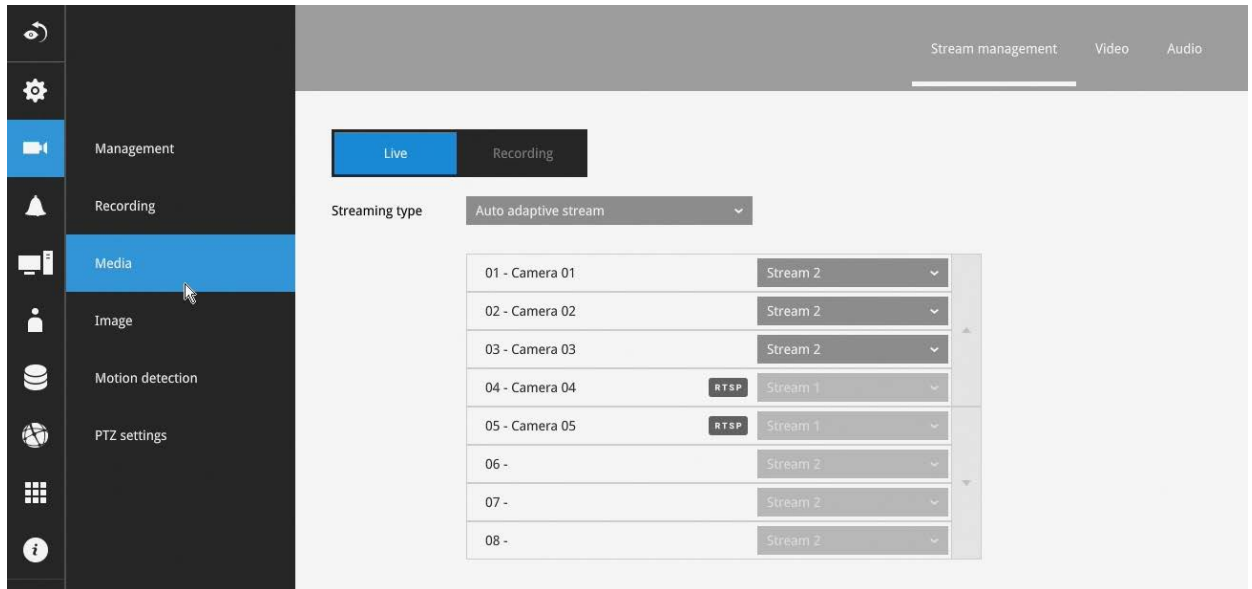 Stream management Video Audio
Management
Recording
Media
Image
Motion detection
PTZ settings
Live Recording
Streaming type Auto adaptive stream
01 - Camera 01 Stream 2
02 - Camera 02 Stream 2
03 - Camera 03 Stream 2
04 - Camera 04 RTSP Stream 1
05 - Camera 05 RTSP Stream 1
06 - Stream 2
07 - Stream 2
08 - Stream 2